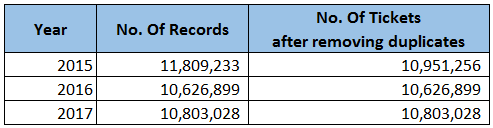 Year No. Of Records No. Of Tickets
after removing duplicates
2015 11,809,233 10,951,256
2016 10,626,899 10,626,899
2017 10,803,028 10,803,028